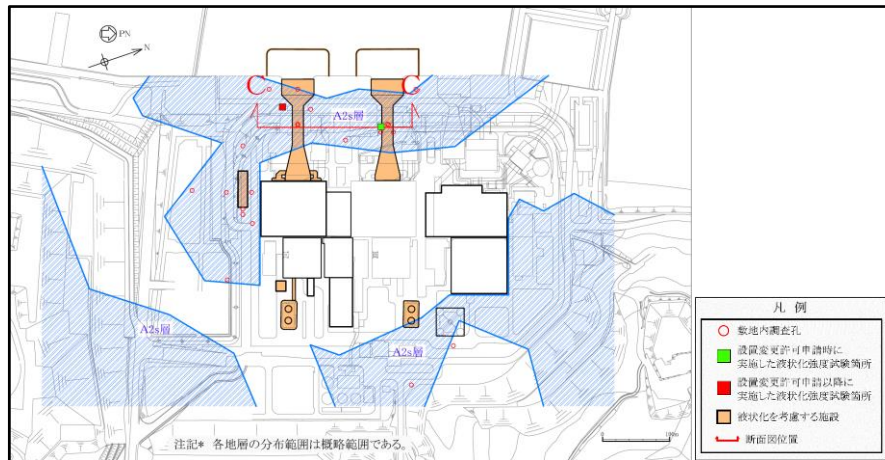 PN
N
C
C
A2s層
A2s層
A2s層
注記* 各地層の分布範囲は概略範囲である。
0
100m
凡 例
敷地内調査孔
設置変更許可申請時に
実施した液状化強度試験箇所
設置変更許可申請以降に
実施した液状化強度試験箇所
液状化を考慮する施設
断面図位置